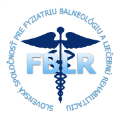 SLOVENSKÁ SPOLOČNOSŤ PRE FYZIATRIU BALNEOLÓGIU A LIEČEBNÚ REHABILITÁCIU
FBLR